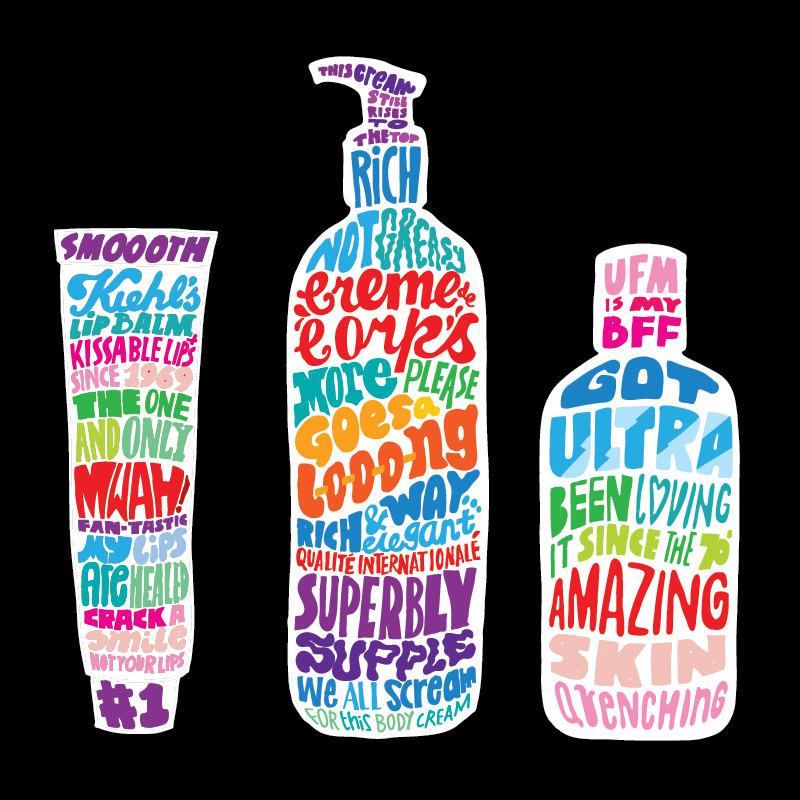 SMOOOTH
Kiehl's
LIP BALM
KISSABLE LIPS
SINCE 1969
THE ONE
AND ONLY
MWAH!
FAN-TASTIC
MY LIPS
ARE HEALED
CRACK A
smile
NOT YOUR LIPS
#1
THIS CREAM
STILL
RISES
TO
THE TOP
RICH
NOT GREASY
Creme de
Corps
MORE PLEASE
GOES a
LOOOONG
WAY.
RICH & elegant
QUALITÉ INTERNATIONALÉ
SUPERBLY
SUPPLE
We ALL scream
FOR this BODY CREAM
UFM
IS MY
BFF
GOT
ULTRA
BEEN LOVING
IT SINCE THE 70'
AMAZING
SKIN
QUENCHING